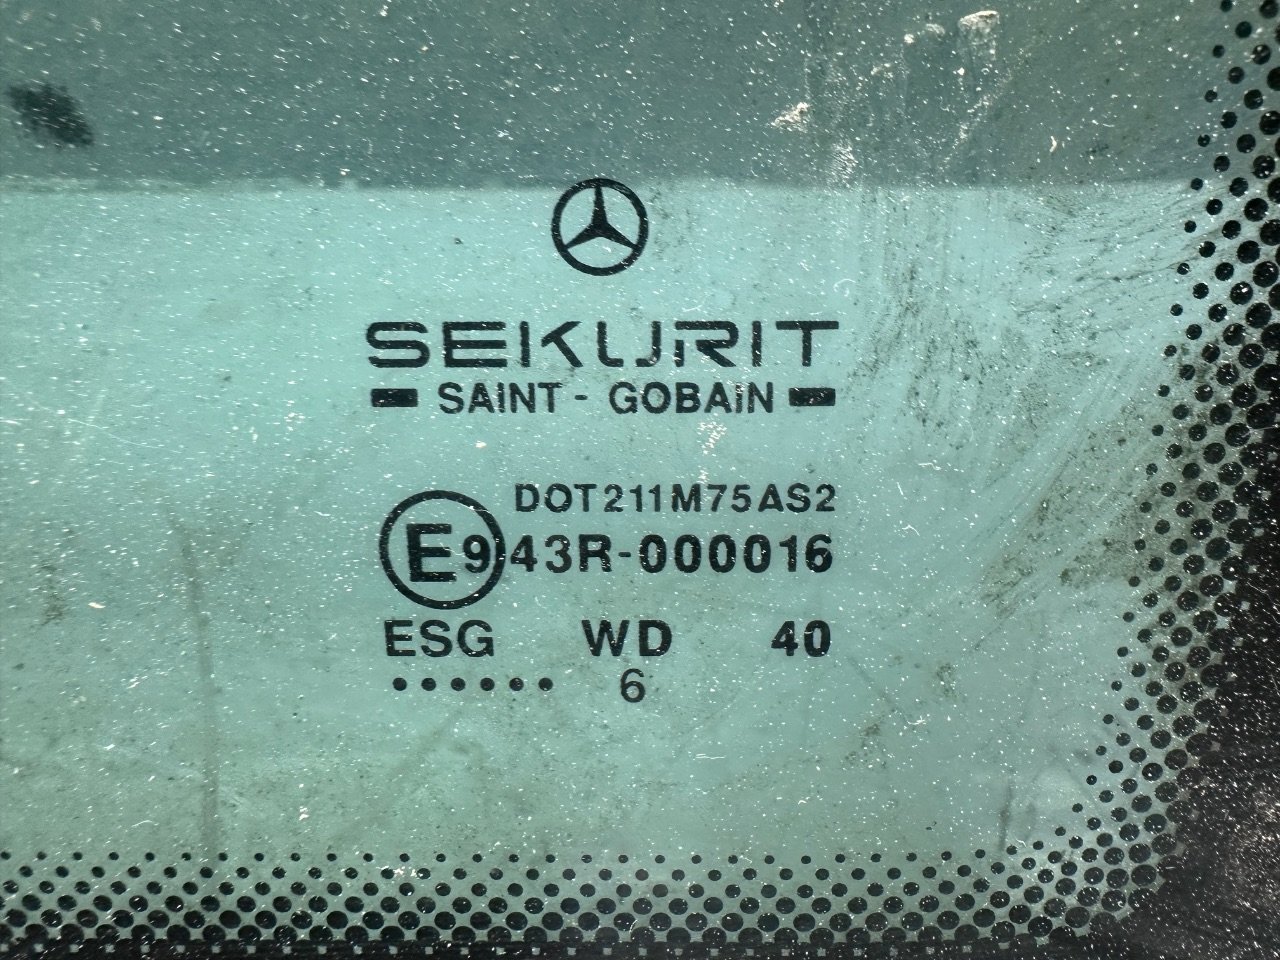 SEKURIT
SAINT - GOBAIN
DOT211M75AS2
E9 43R-000016
ESG WD 40
...... 6